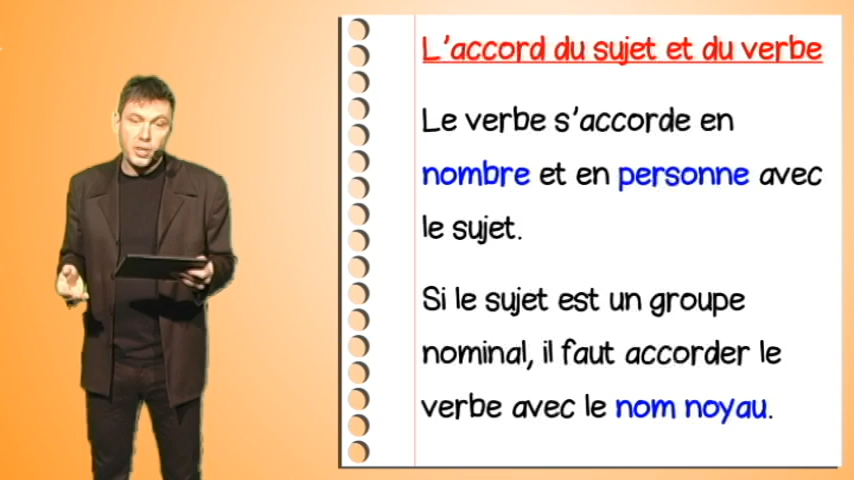 L'accord du sujet et du verbe
Le verbe s'accorde en
nombre et en personne avec
le sujet.
Si le sujet est un groupe
nominal, il faut accorder le
verbe avec le nom noyau.